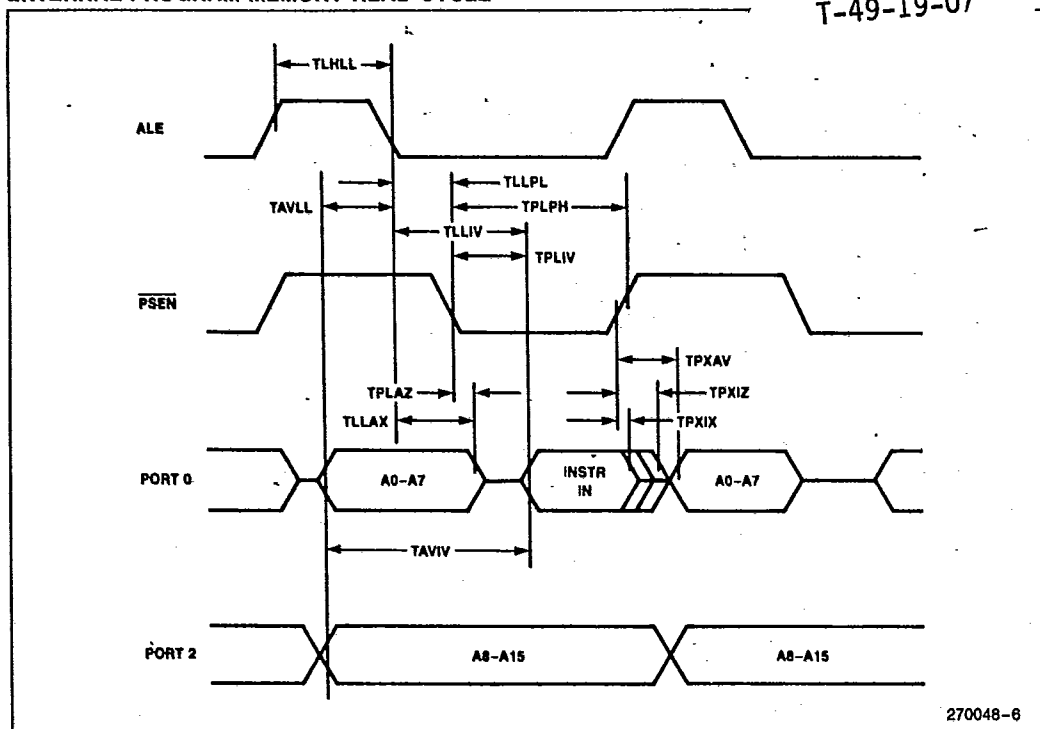 T-49-19-07
TLHLL
ALE
TLLPL
TAVLL
TPLPH
TLLIV
TPLIV
PSEN
TPXAV
TPLAZ
TPXIZ
TLLAX
TPXIX
PORT 0
A0-A7
INSTR
IN
A0-A7
TAVIV
PORT 2
A8-A15
A8-A15
270048-6